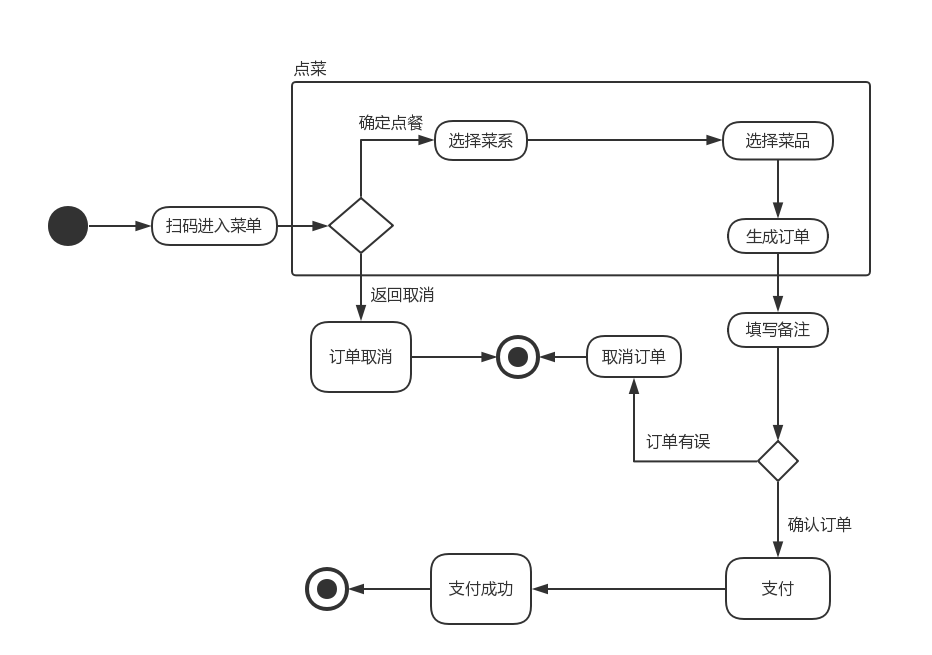 点菜
确定点餐
选择菜系
选择菜品
扫码进入菜单
生成订单
返回取消
填写备注
订单取消
取消订单
订单有误
确认订单
支付成功
支付